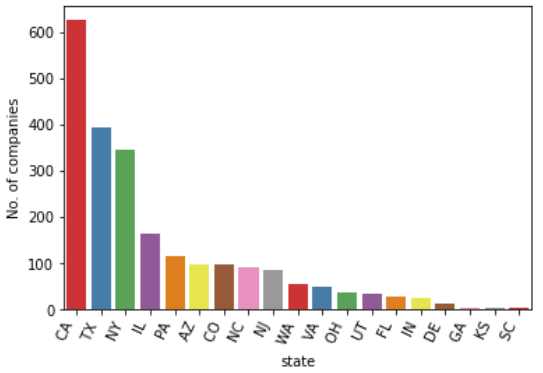 600
500
400
300
200
100
0
No. of companies
CA
TX
NY
IL
PA
AZ
CO
NC
NJ
WA
VA
OH
UT
FL
IN
DE
GA
KS
SC
state